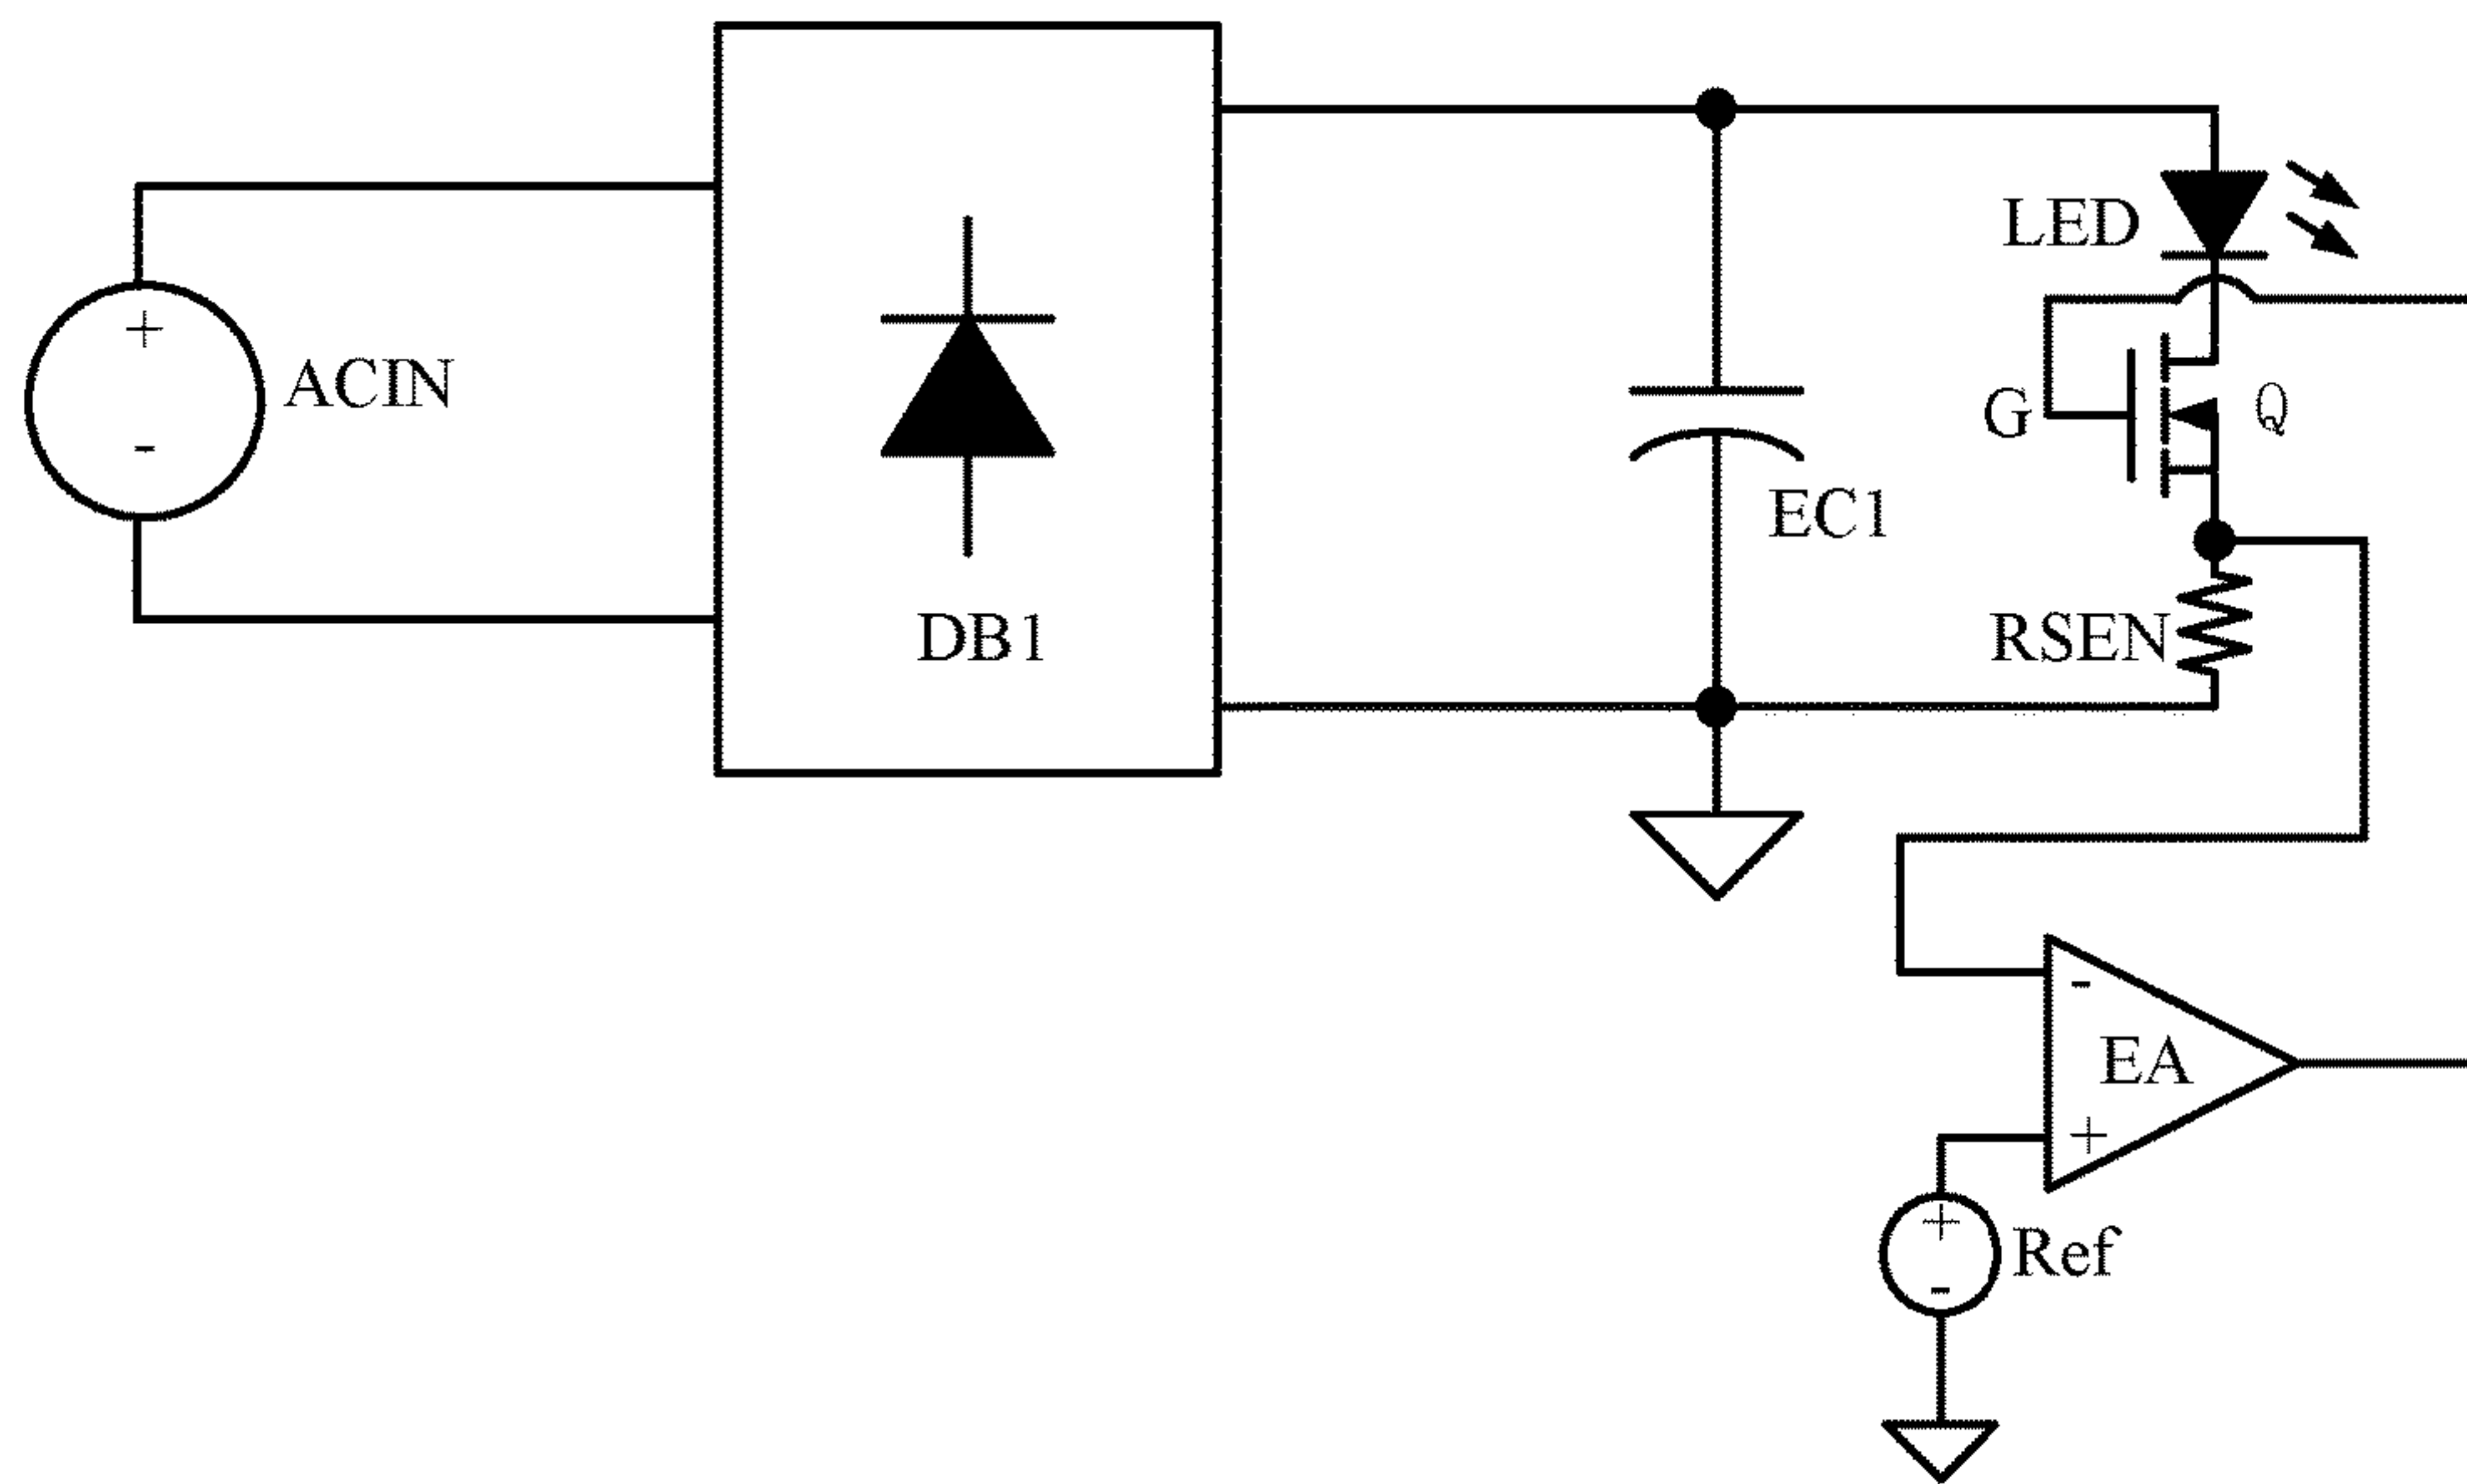 LED
+
ACIN
-
G
Q
EC1
DB1
RSEN
-
EA
+
+
Ref
-